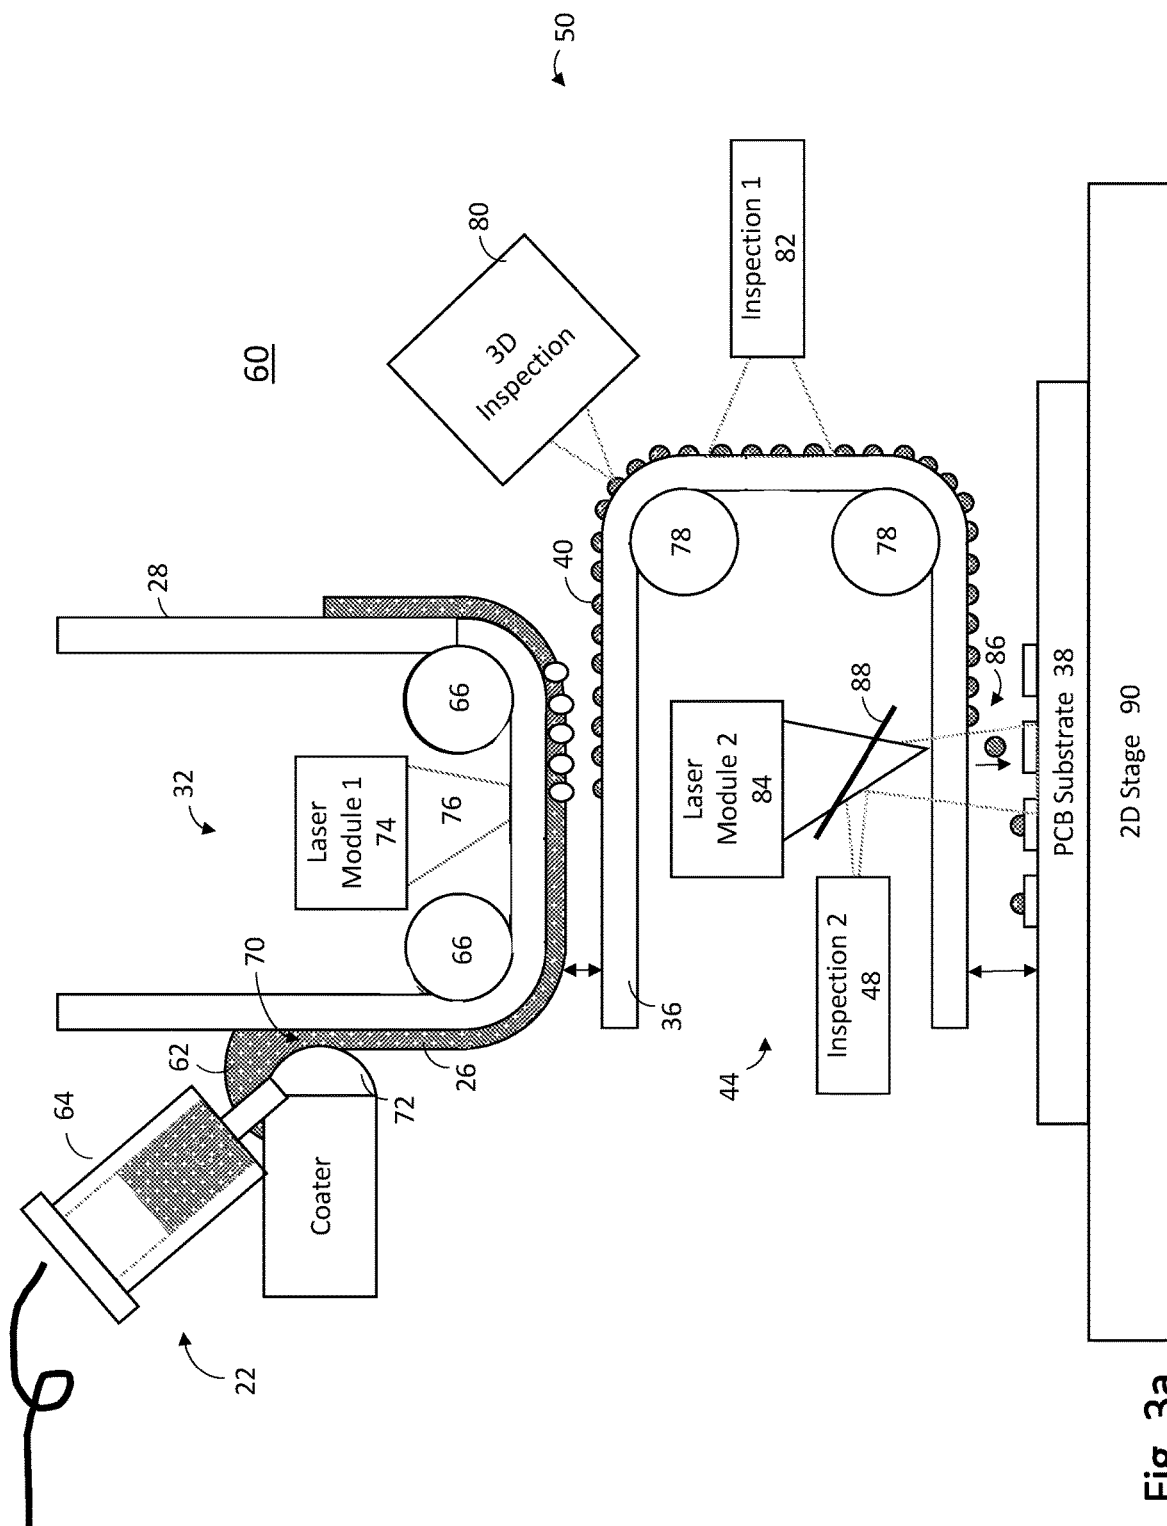 50
60
80
3D
Inspection
Inspection 1
82
28
32
Laser
Module 1
74
76
66
66
70
62
64
26
72
Coater
22
40
78
78
36
Laser
Module 2
84
88
86
Inspection 2
48
44
PCB Substrate 38
2D Stage 90
Fig. 3a